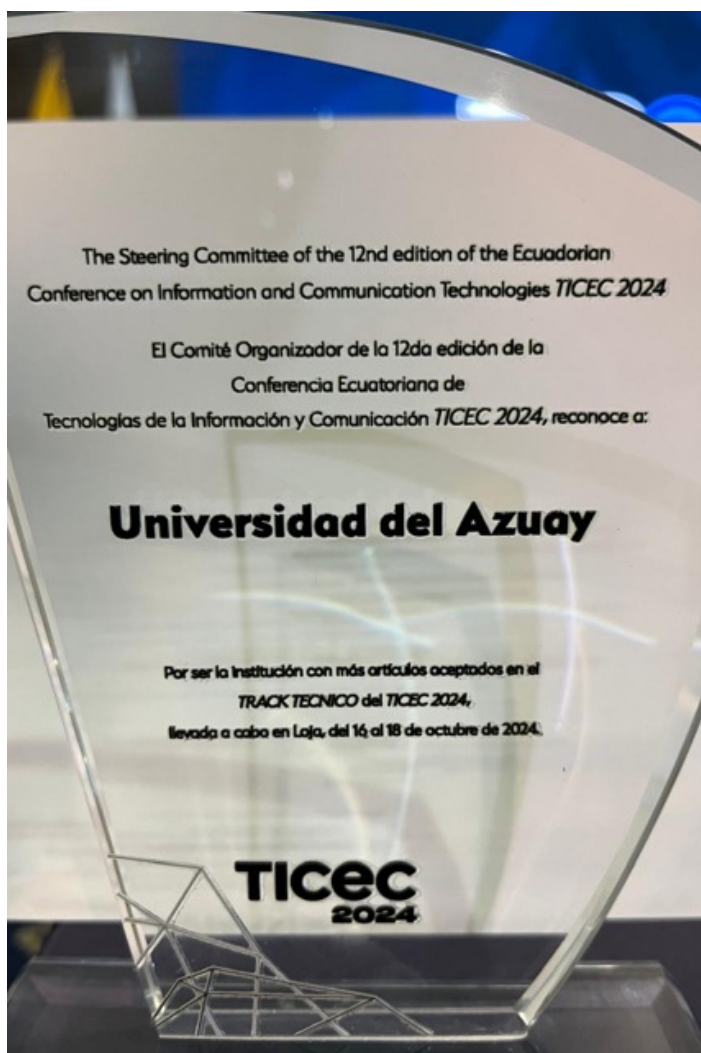 The Steering Committee of the 12nd edition of the Ecuadorian
Conference on Information and Communication Technologies TICEC 2024
El Comité Organizador de la 12da edición de la
Conferencia Ecuatoriana de
Tecnologías de la Información y Comunicación TICEC 2024, reconoce a:
Universidad del Azuay
Por ser la institución con más artículos aceptados en el
TRACK TECNICO del TICEC 2024,
llevada a cabo en Loja, del 16 al 18 de octubre de 2024.
TICeC
2024